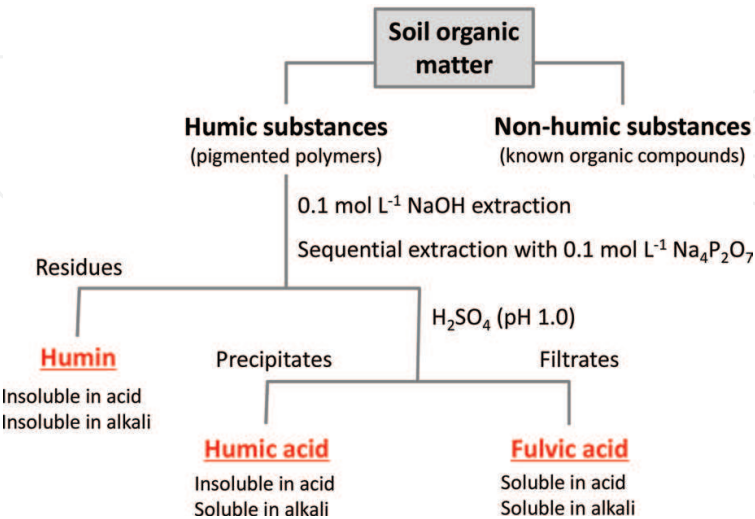 Soil organic
matter
Humic substances
(pigmented polymers)
Non-humic substances
(known organic compounds)
0.1 mol L⁻¹ NaOH extraction
Sequential extraction with 0.1 mol L⁻¹ Na₄P₂O₇
Residues
H₂SO₄ (pH 1.0)
Humin
Insoluble in acid
Insoluble in alkali
Precipitates
Filtrates
Humic acid
Insoluble in acid
Soluble in alkali
Fulvic acid
Soluble in acid
Soluble in alkali